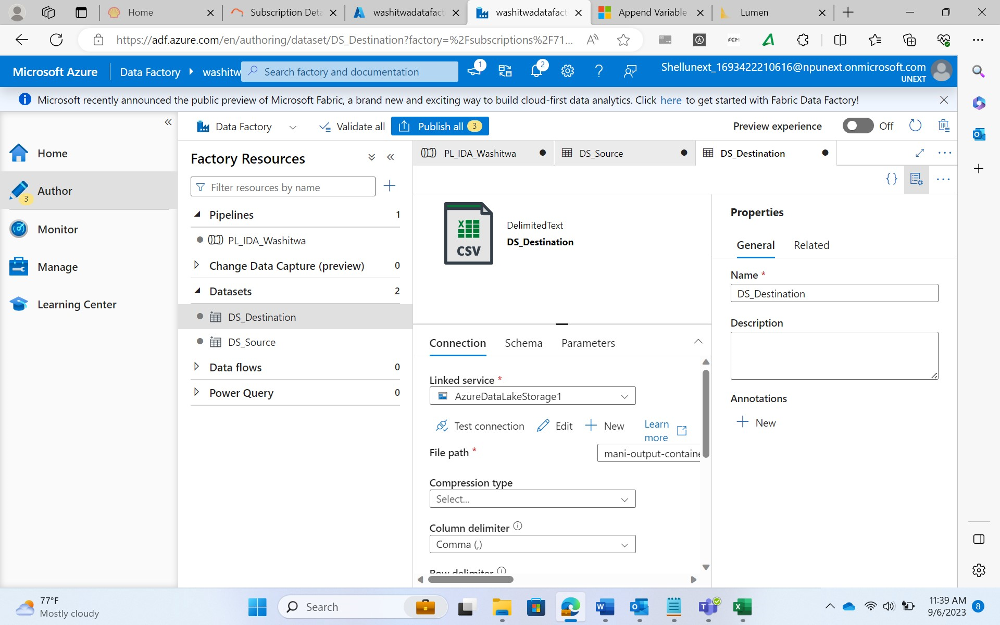 Home
Subscription Deta
washitwadatafact
washitwadatafact
Append Variable
Lumen
https://adf.azure.com/en/authoring/dataset/DS_Destination?factory=%2Fsubscriptions%2F71...
FCM
Microsoft Azure
Data Factory
washitw
Search factory and documentation
1
2
Shellunext_1693422210616@npunext.onmicrosoft.com
UNEXT
Microsoft recently announced the public preview of Microsoft Fabric, a brand new and exciting way to build cloud-first data analytics. Click here to get started with Fabric Data Factory!
Home
Author
3
Monitor
Manage
Learning Center
Data Factory
Validate all
Publish all 3
Preview experience
Off
Factory Resources
Filter resources by name
Pipelines 1
PL_IDA_Washitwa
Change Data Capture (preview) 0
Datasets 2
DS_Destination
DS_Source
Data flows 0
Power Query 0
PL_IDA_Washitwa
DS_Source
DS_Destination
{}
CSV
DelimitedText
DS_Destination
Connection
Schema
Parameters
Linked service *
AzureDataLakeStorage1
Test connection
Edit
New
Learn
more
File path *
mani-output-containe
Compression type
Select...
Column delimiter
Comma (,)
Row delimiter
Properties
General
Related
Name *
DS_Destination
Description
Annotations
New
77°F
Mostly cloudy
Search
11:39 AM
9/6/2023
8